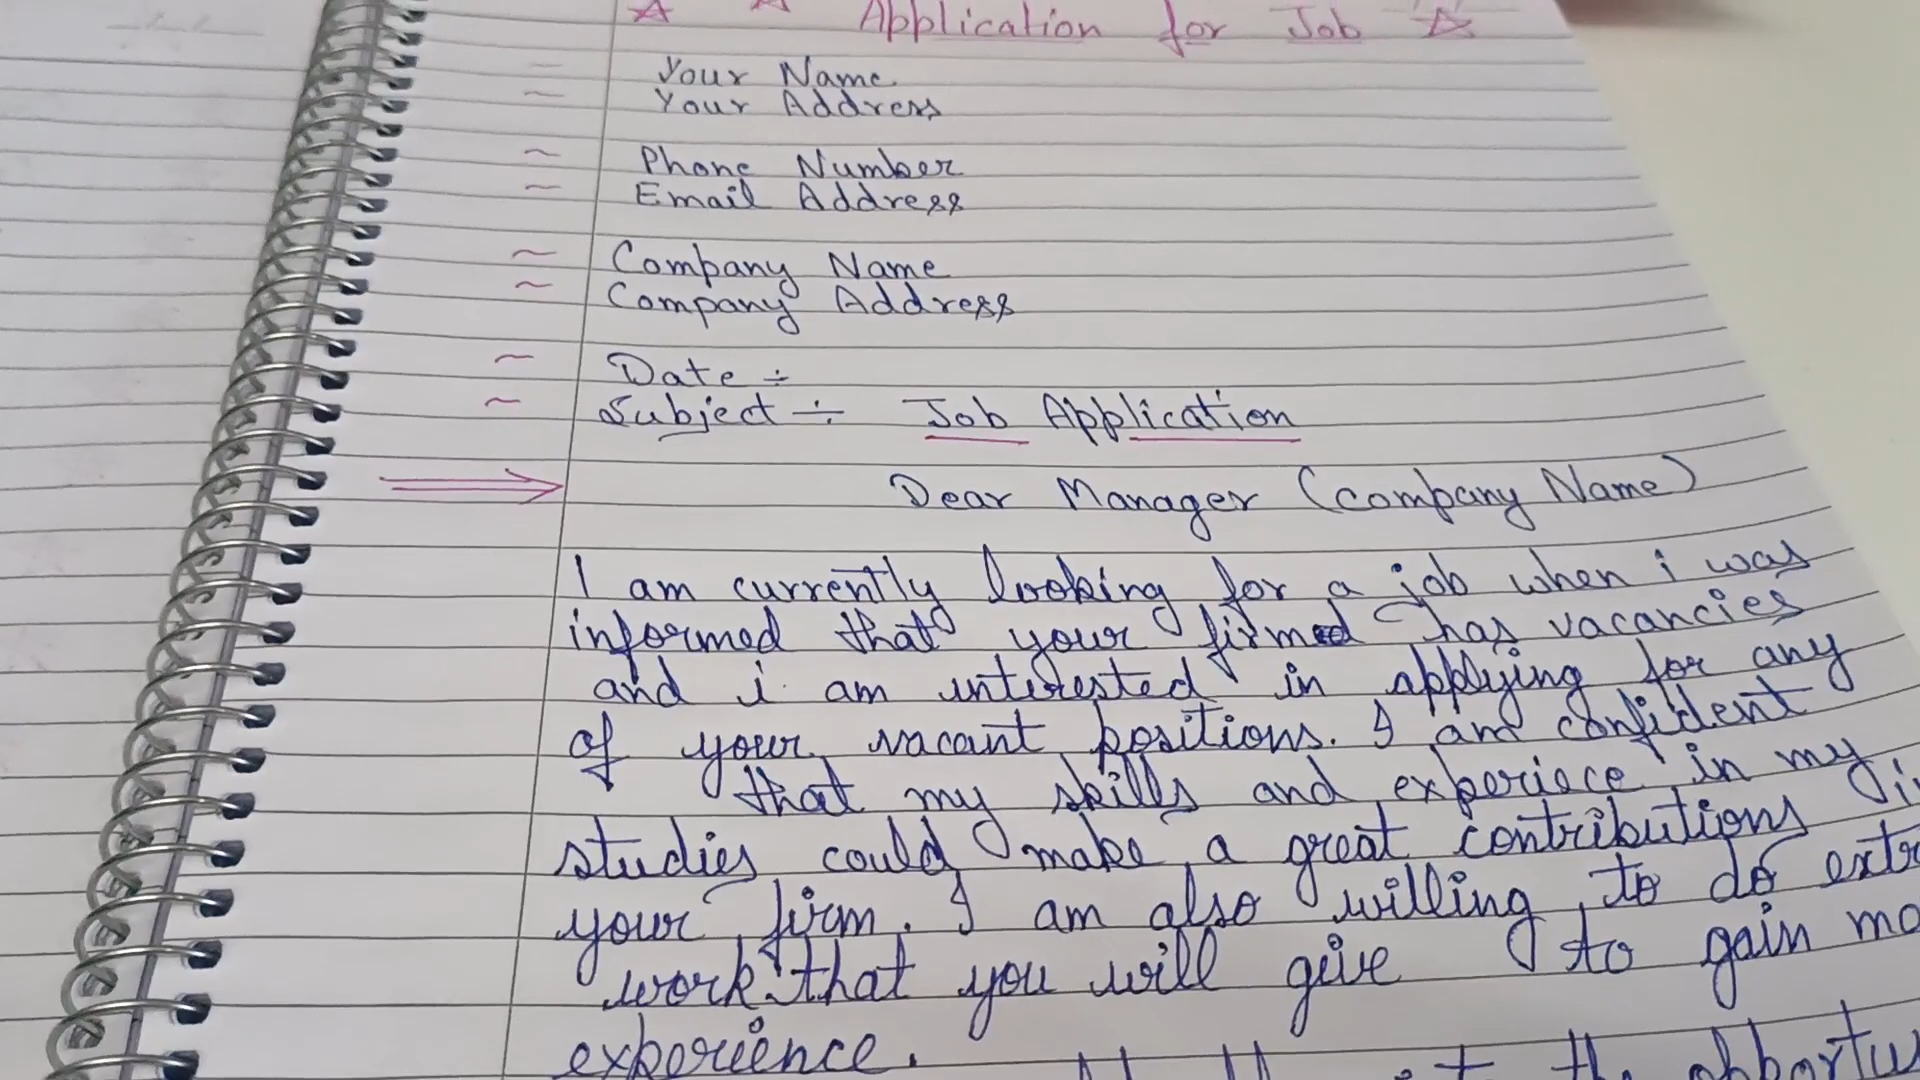 Application for Job
Your Name
Your Address
Phone Number
Email Address
Company Name
Company Address
Date ÷
Subject ÷ Job Application
Dear Manager (Company Name)
I am currently looking for a job when i was
informed that your firmed has vacancies
and i am interested in applying for any
of your vacant positions. I am confident
that my skills and experiece in my
studies could make a great contributions
your firm. I am also willing to do
work that you will give to gain
experience.
the